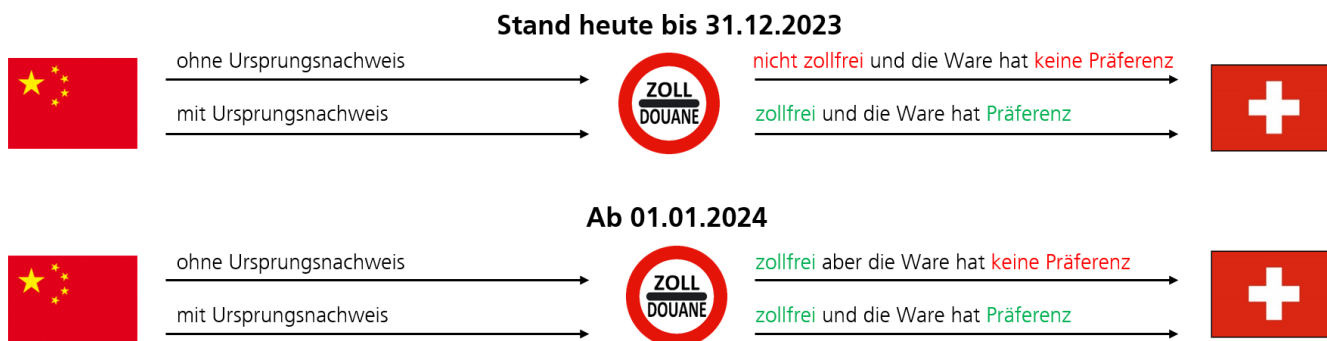 Stand heute bis 31.12.2023
ohne Ursprungsnachweis
nicht zollfrei und die Ware hat keine Präferenz
ZOLL
DOUANE
mit Ursprungsnachweis
zollfrei und die Ware hat Präferenz
Ab 01.01.2024
ohne Ursprungsnachweis
zollfrei aber die Ware hat keine Präferenz
ZOLL
DOUANE
mit Ursprungsnachweis
zollfrei und die Ware hat Präferenz